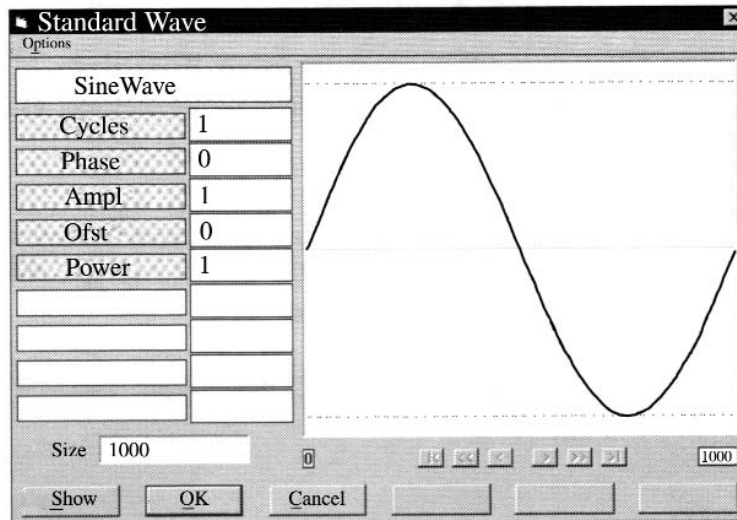 Standard Wave
Options
SineWave
Cycles 1
Phase 0
Ampl 1
Ofst 0
Power 1
Size 1000
0 |< << < > >> >| 1000
Show OK Cancel